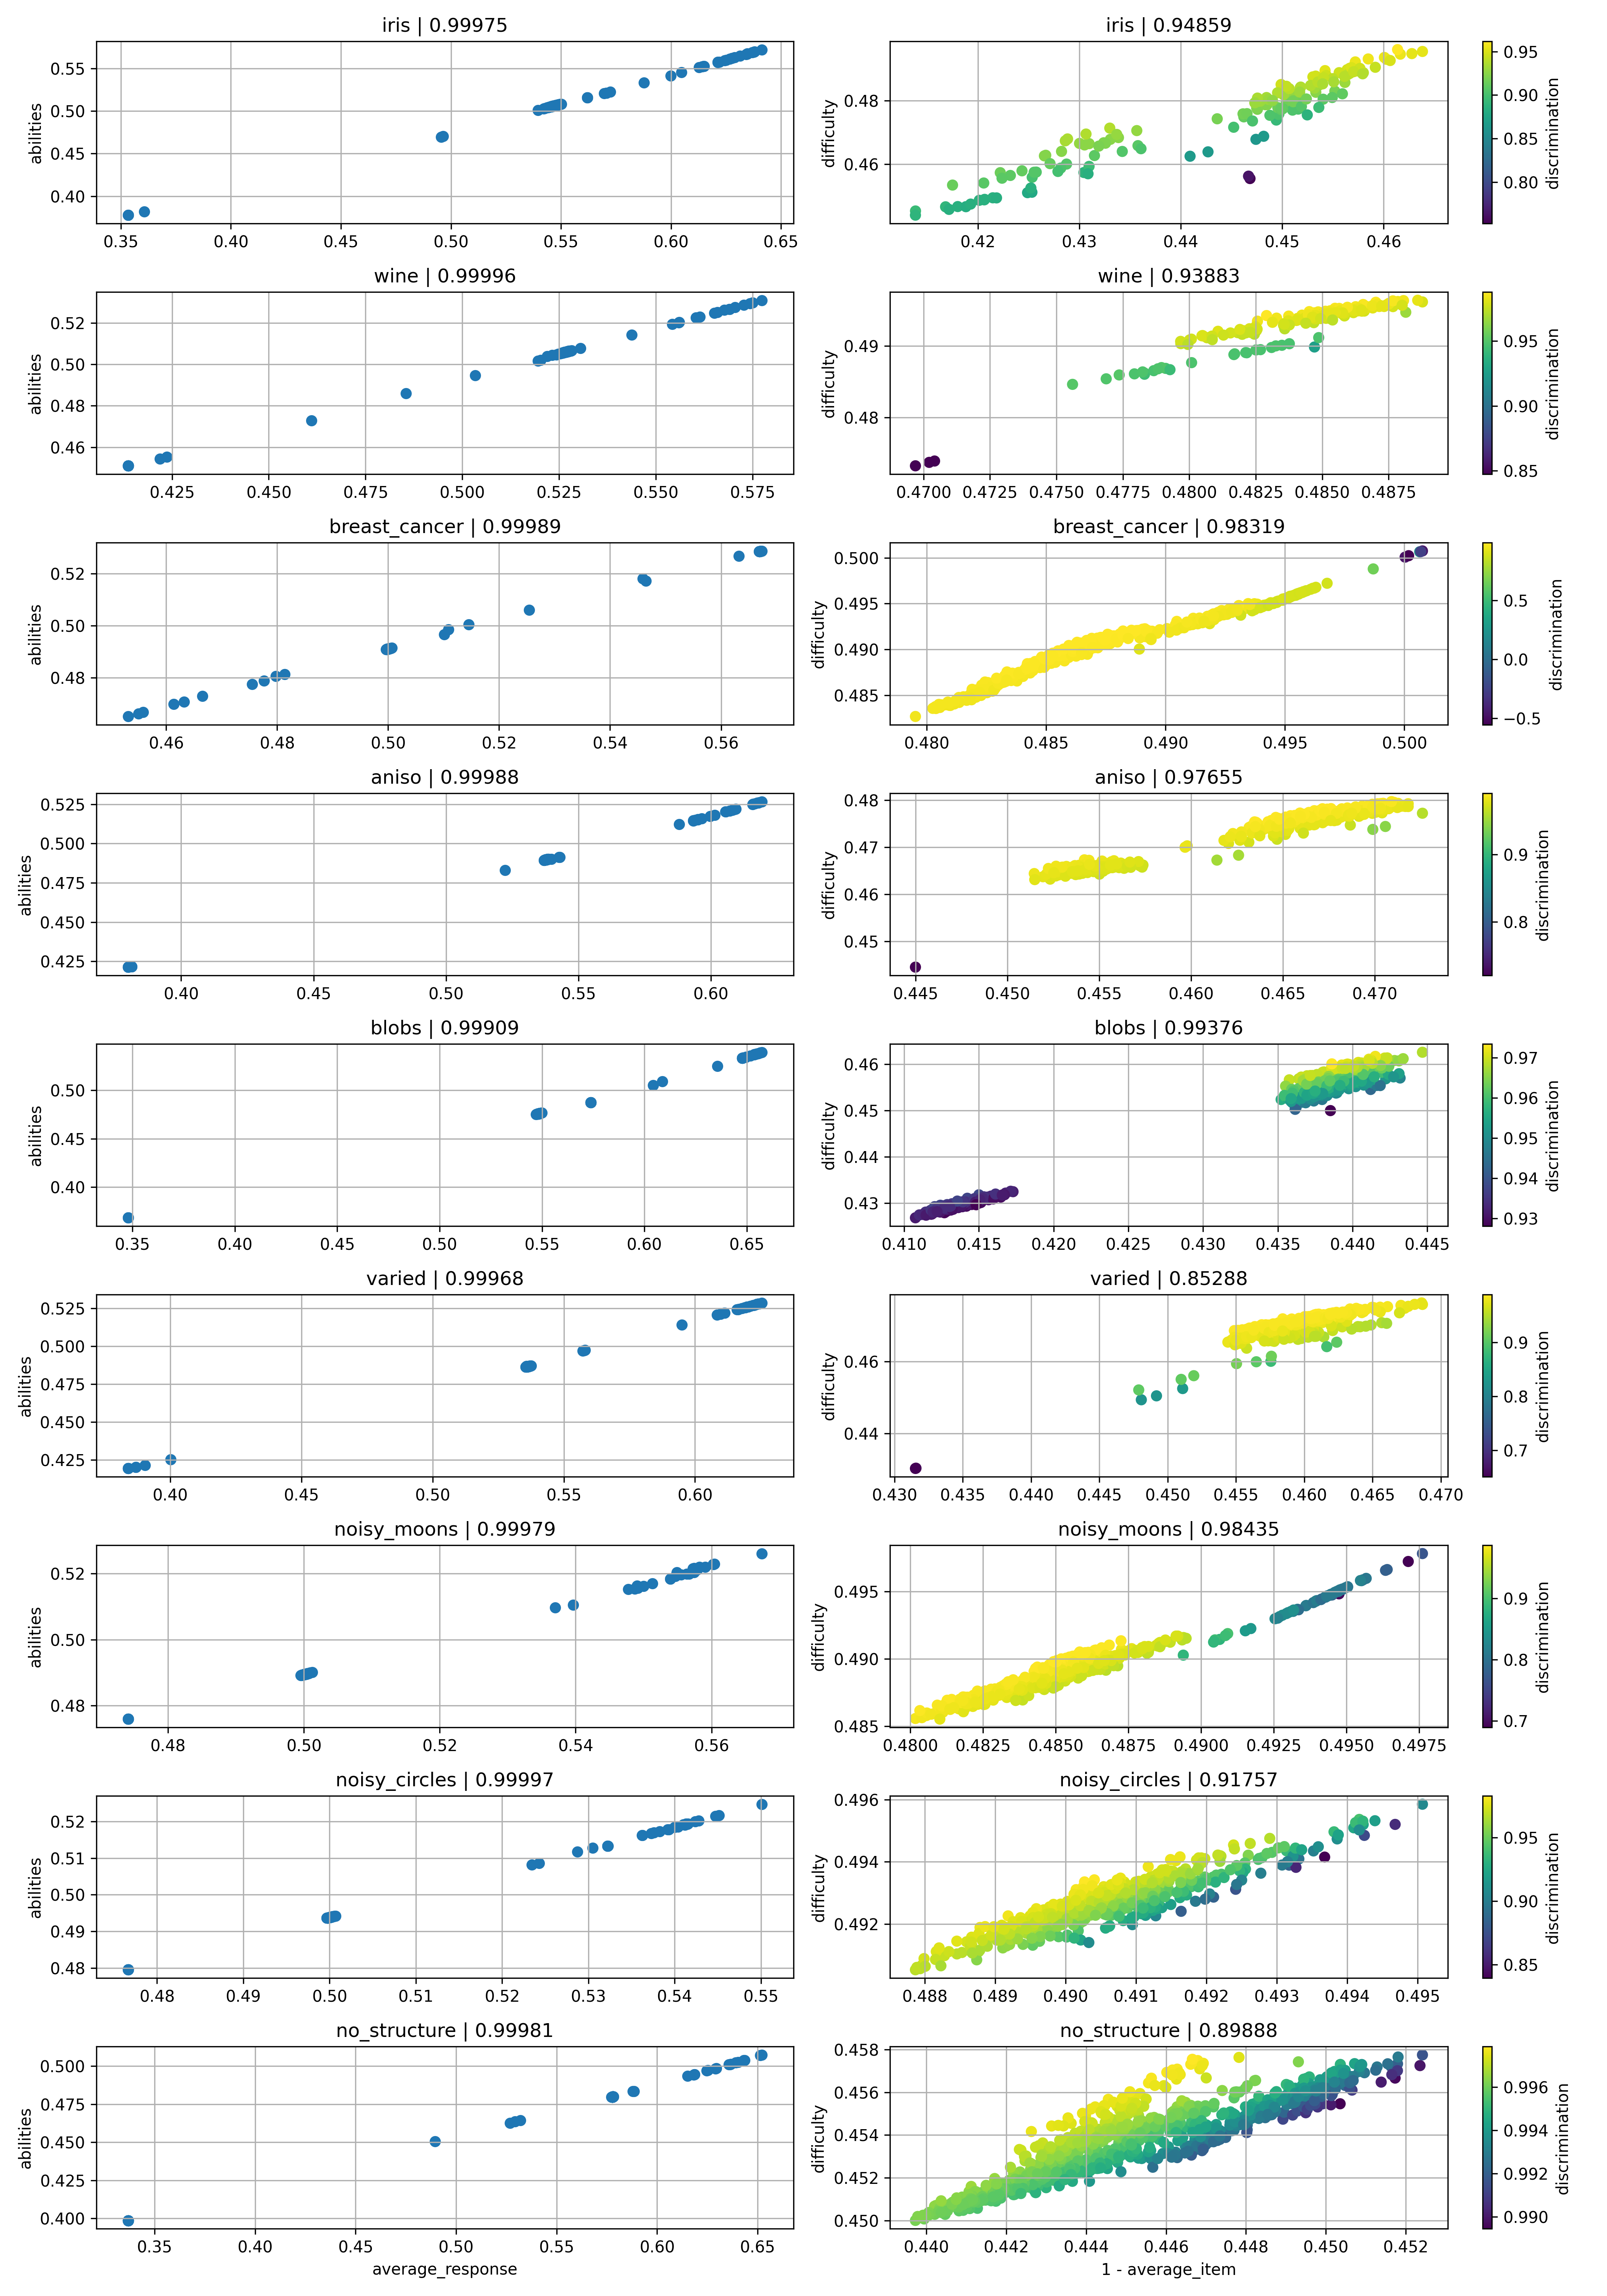 iris | 0.99975
abilities
0.55
0.50
0.45
0.40
0.35 0.40 0.45 0.50 0.55 0.60 0.65
iris | 0.94859
difficulty
0.48
0.46
0.42 0.43 0.44 0.45 0.46
0.95
0.90
0.85
0.80
discrimination
wine | 0.99996
abilities
0.52
0.50
0.48
0.46
0.425 0.450 0.475 0.500 0.525 0.550 0.575
wine | 0.93883
difficulty
0.49
0.48
0.4700 0.4725 0.4750 0.4775 0.4800 0.4825 0.4850 0.4875
0.95
0.90
0.85
discrimination
breast_cancer | 0.99989
abilities
0.52
0.50
0.48
0.46 0.48 0.50 0.52 0.54 0.56
breast_cancer | 0.98319
difficulty
0.500
0.495
0.490
0.485
0.480 0.485 0.490 0.495 0.500
0.5
0.0
−0.5
discrimination
aniso | 0.99988
abilities
0.525
0.500
0.475
0.450
0.425
0.40 0.45 0.50 0.55 0.60
aniso | 0.97655
difficulty
0.48
0.47
0.46
0.45
0.445 0.450 0.455 0.460 0.465 0.470
0.9
0.8
discrimination
blobs | 0.99909
abilities
0.50
0.45
0.40
0.35 0.40 0.45 0.50 0.55 0.60 0.65
blobs | 0.99376
difficulty
0.46
0.45
0.44
0.43
0.410 0.415 0.420 0.425 0.430 0.435 0.440 0.445
0.97
0.96
0.95
0.94
0.93
discrimination
varied | 0.99968
abilities
0.525
0.500
0.475
0.450
0.425
0.40 0.45 0.50 0.55 0.60
varied | 0.85288
difficulty
0.46
0.44
0.430 0.435 0.440 0.445 0.450 0.455 0.460 0.465 0.470
0.9
0.8
0.7
discrimination
noisy_moons | 0.99979
abilities
0.52
0.50
0.48
0.48 0.50 0.52 0.54 0.56
noisy_moons | 0.98435
difficulty
0.495
0.490
0.485
0.4800 0.4825 0.4850 0.4875 0.4900 0.4925 0.4950 0.4975
0.9
0.8
0.7
discrimination
noisy_circles | 0.99997
abilities
0.52
0.51
0.50
0.49
0.48
0.48 0.49 0.50 0.51 0.52 0.53 0.54 0.55
noisy_circles | 0.91757
difficulty
0.496
0.494
0.492
0.488 0.489 0.490 0.491 0.492 0.493 0.494 0.495
0.95
0.90
0.85
discrimination
no_structure | 0.99981
abilities
0.500
0.475
0.450
0.425
0.400
0.35 0.40 0.45 0.50 0.55 0.60 0.65
average_response
no_structure | 0.89888
difficulty
0.458
0.456
0.454
0.452
0.450
0.440 0.442 0.444 0.446 0.448 0.450 0.452
1 - average_item
0.996
0.994
0.992
0.990
discrimination